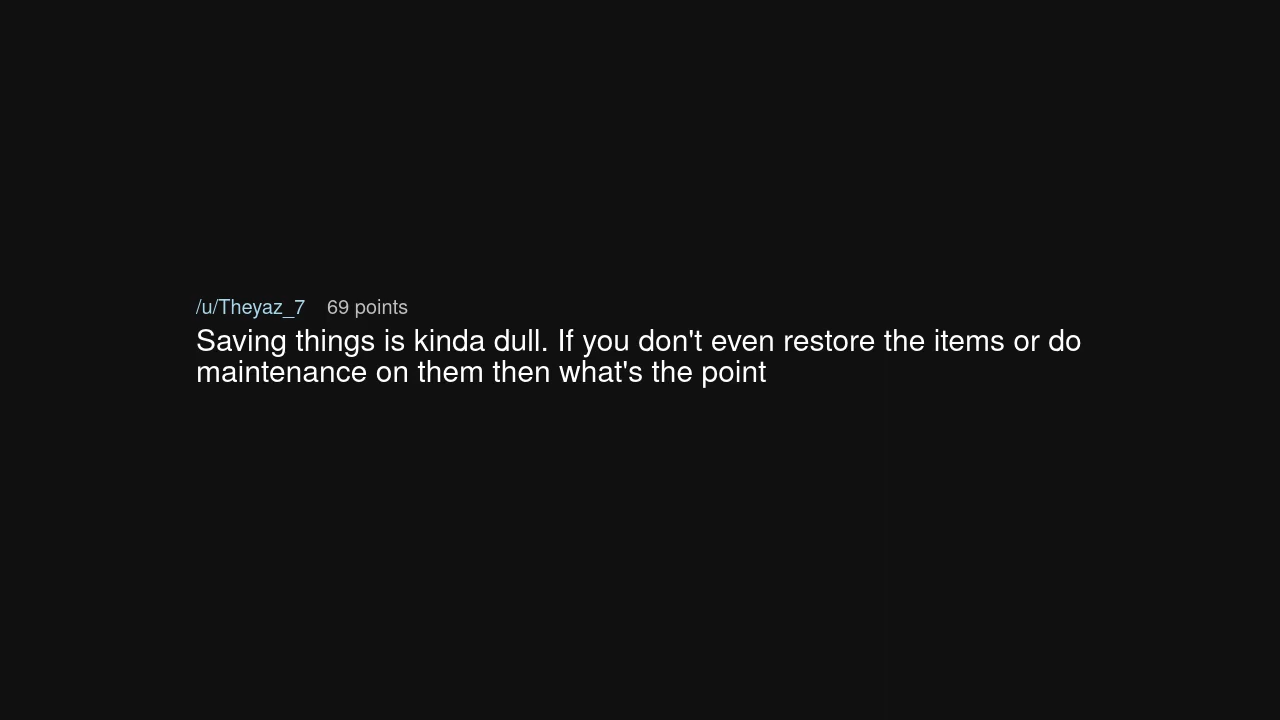 /u/Theyaz_7 69 points
Saving things is kinda dull. If you don't even restore the items or do
maintenance on them then what's the point